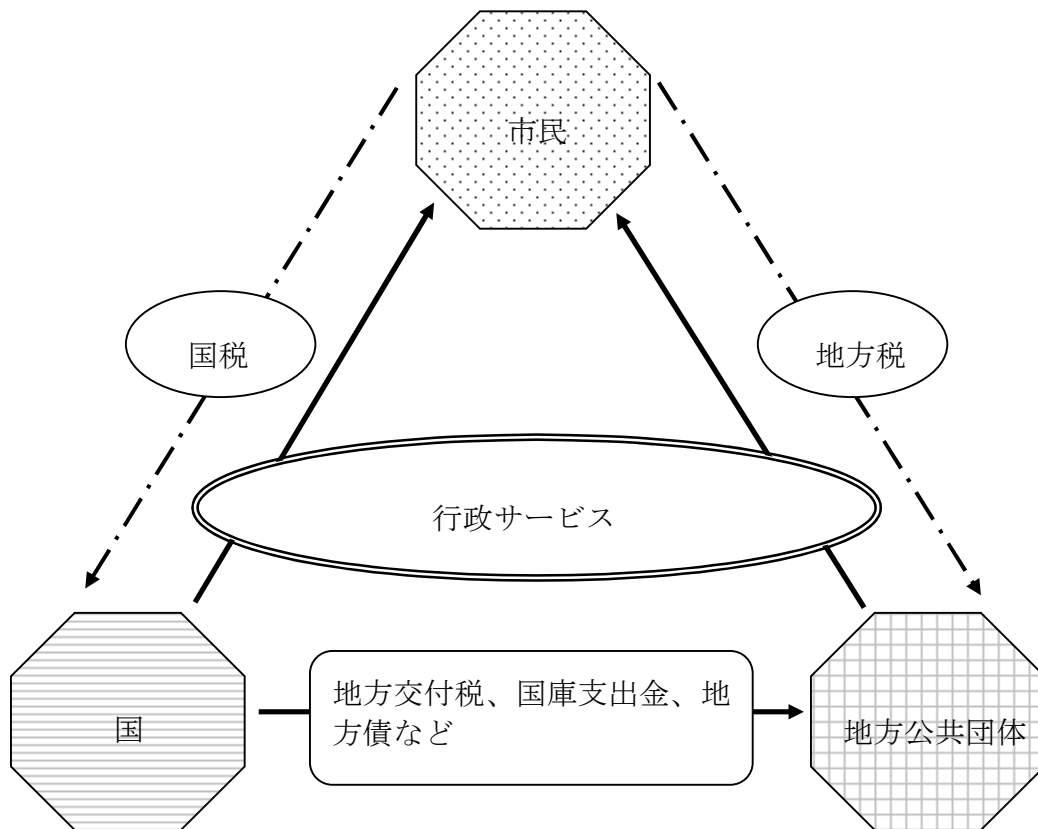 市民
国税
地方税
行政サービス
地方交付税、国庫支出金、地
方債など
国
地方公共団体